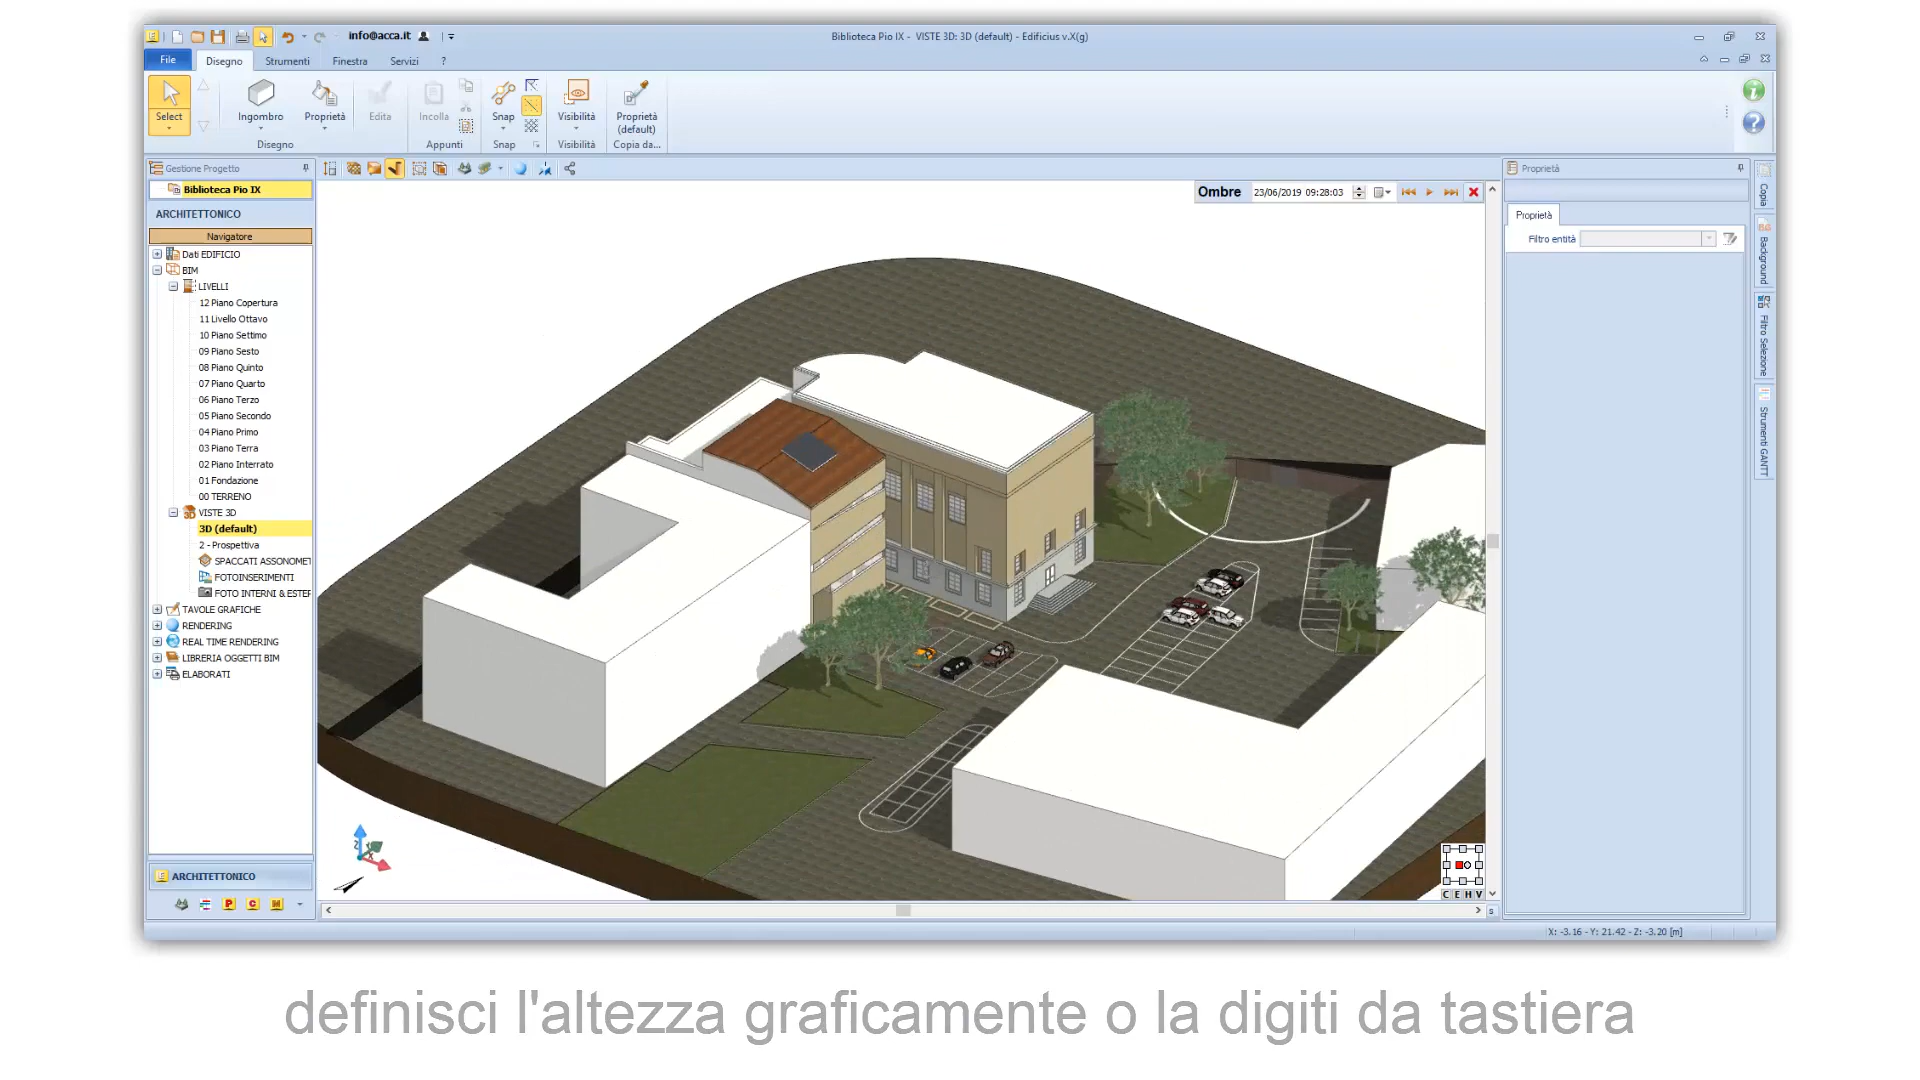 info@acca.it
Biblioteca Pio IX - VISTE 3D: 3D (default) - Edificius v.X(g)
File
Disegno
Strumenti
Finestra
Servizi
?
Select
Ingombro
Proprietà
Edita
Incolla
Snap
Visibilità
Proprietà
(default)
Disegno
Appunti
Snap
Visibilità
Copia da...
Gestione Progetto
Biblioteca Pio IX
ARCHITETTONICO
Navigatore
Dati EDIFICIO
BIM
LIVELLI
12 Piano Copertura
11 Livello Ottavo
10 Piano Settimo
09 Piano Sesto
08 Piano Quinto
07 Piano Quarto
06 Piano Terzo
05 Piano Secondo
04 Piano Primo
03 Piano Terra
02 Piano Interrato
01 Fondazione
00 TERRENO
VISTE 3D
3D (default)
2 - Prospettiva
SPACCATI ASSONOMET
FOTOINSERIMENTI
FOTO INTERNI & ESTER
TAVOLE GRAFICHE
RENDERING
REAL TIME RENDERING
LIBRERIA OGGETTI BIM
ELABORATI
ARCHITETTONICO
P
C
M
Ombre
23/06/2019 09:28:03
C E H V
S
Proprietà
Proprietà
Filtro entità
Copia
Background
Filtro Selezione
Strumenti GANTT
X: -3.16 - Y: 21.42 - Z: -3.20 [m]
definisci l'altezza graficamente o la digiti da tastiera